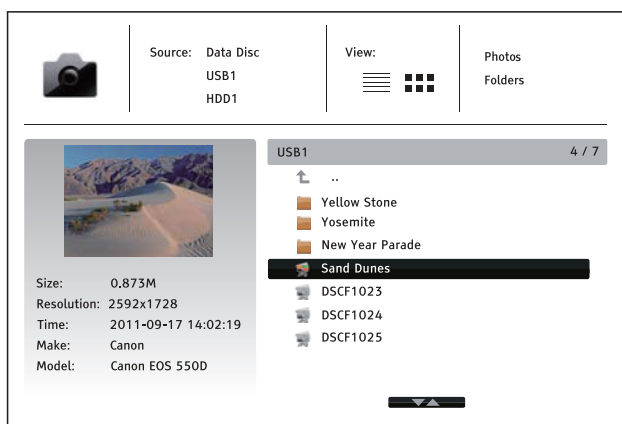 Source: Data Disc
USB1
HDD1
View:
Photos
Folders
USB1 4 / 7
..
Yellow Stone
Yosemite
New Year Parade
Sand Dunes
DSCF1023
DSCF1024
DSCF1025
Size: 0.873M
Resolution: 2592x1728
Time: 2011-09-17 14:02:19
Make: Canon
Model: Canon EOS 550D